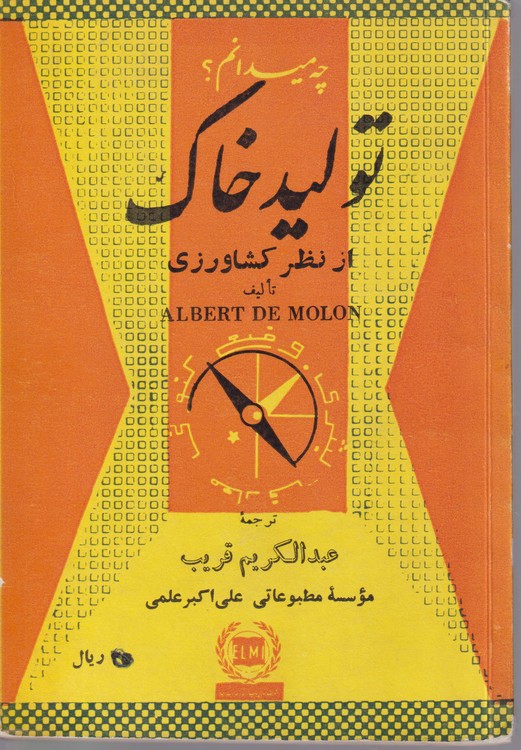 چه میدانم؟
تولید خاک
از نظر کشاورزی
تألیف
ALBERT DE MOLON
ترجمهٔ
عبدالکریم قریب
مؤسسهٔ مطبوعاتی علی اکبر علمی
ELMI
ریال